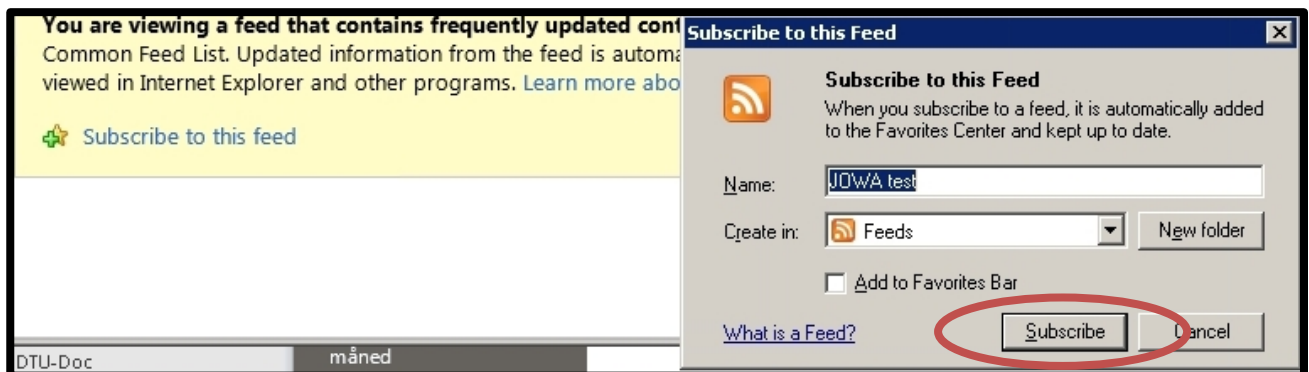 You are viewing a feed that contains frequently updated cont
Common Feed List. Updated information from the feed is automa
viewed in Internet Explorer and other programs. Learn more abo
Subscribe to this feed
DTU-Doc
måned
Subscribe to this Feed
Subscribe to this Feed
When you subscribe to a feed, it is automatically added
to the Favorites Center and kept up to date.
Name: JOWA test
Create in: Feeds New folder
Add to Favorites Bar
What is a Feed? Subscribe Cancel